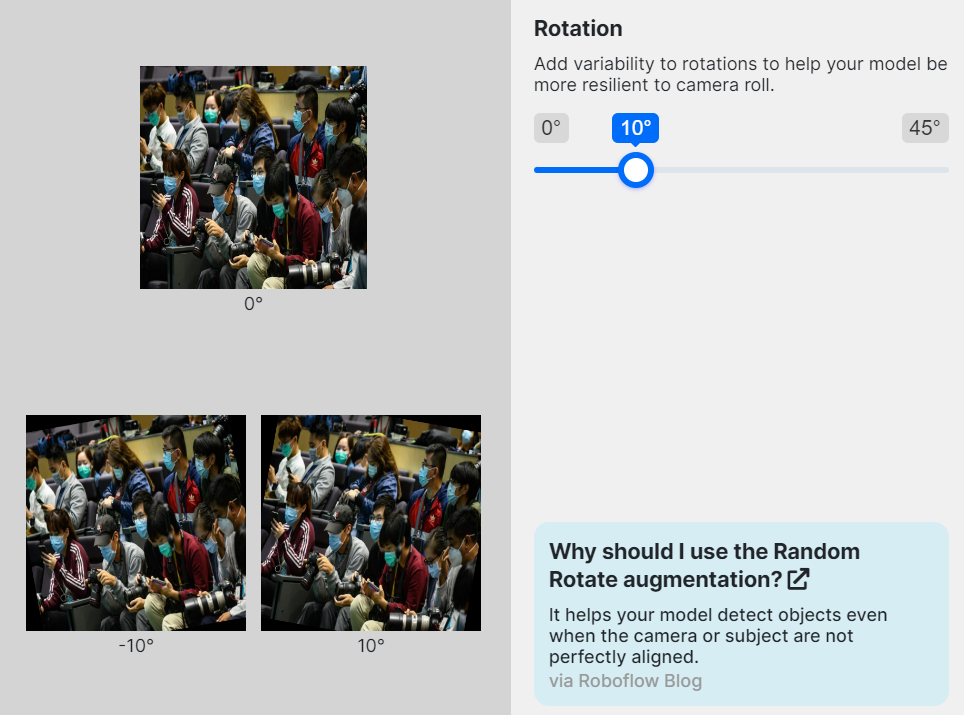 Rotation
Add variability to rotations to help your model be
more resilient to camera roll.
0°
10°
45°
0°
-10°
10°
Why should I use the Random
Rotate augmentation?
It helps your model detect objects even
when the camera or subject are not
perfectly aligned.
via Roboflow Blog